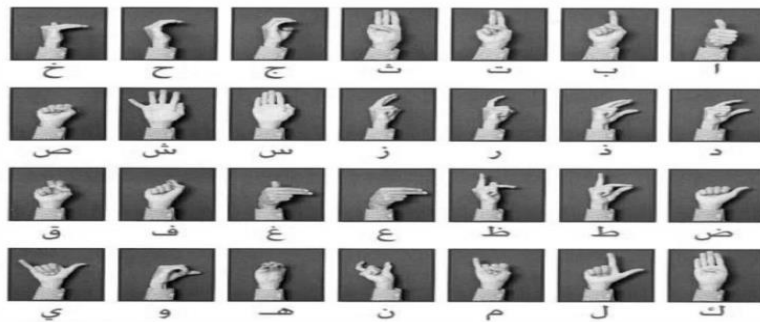 ا ب ت ث ج ح خ
د ذ ر ز س ش ص
ض ط ظ ع غ ف ق
ك ل م ن هـ و ي